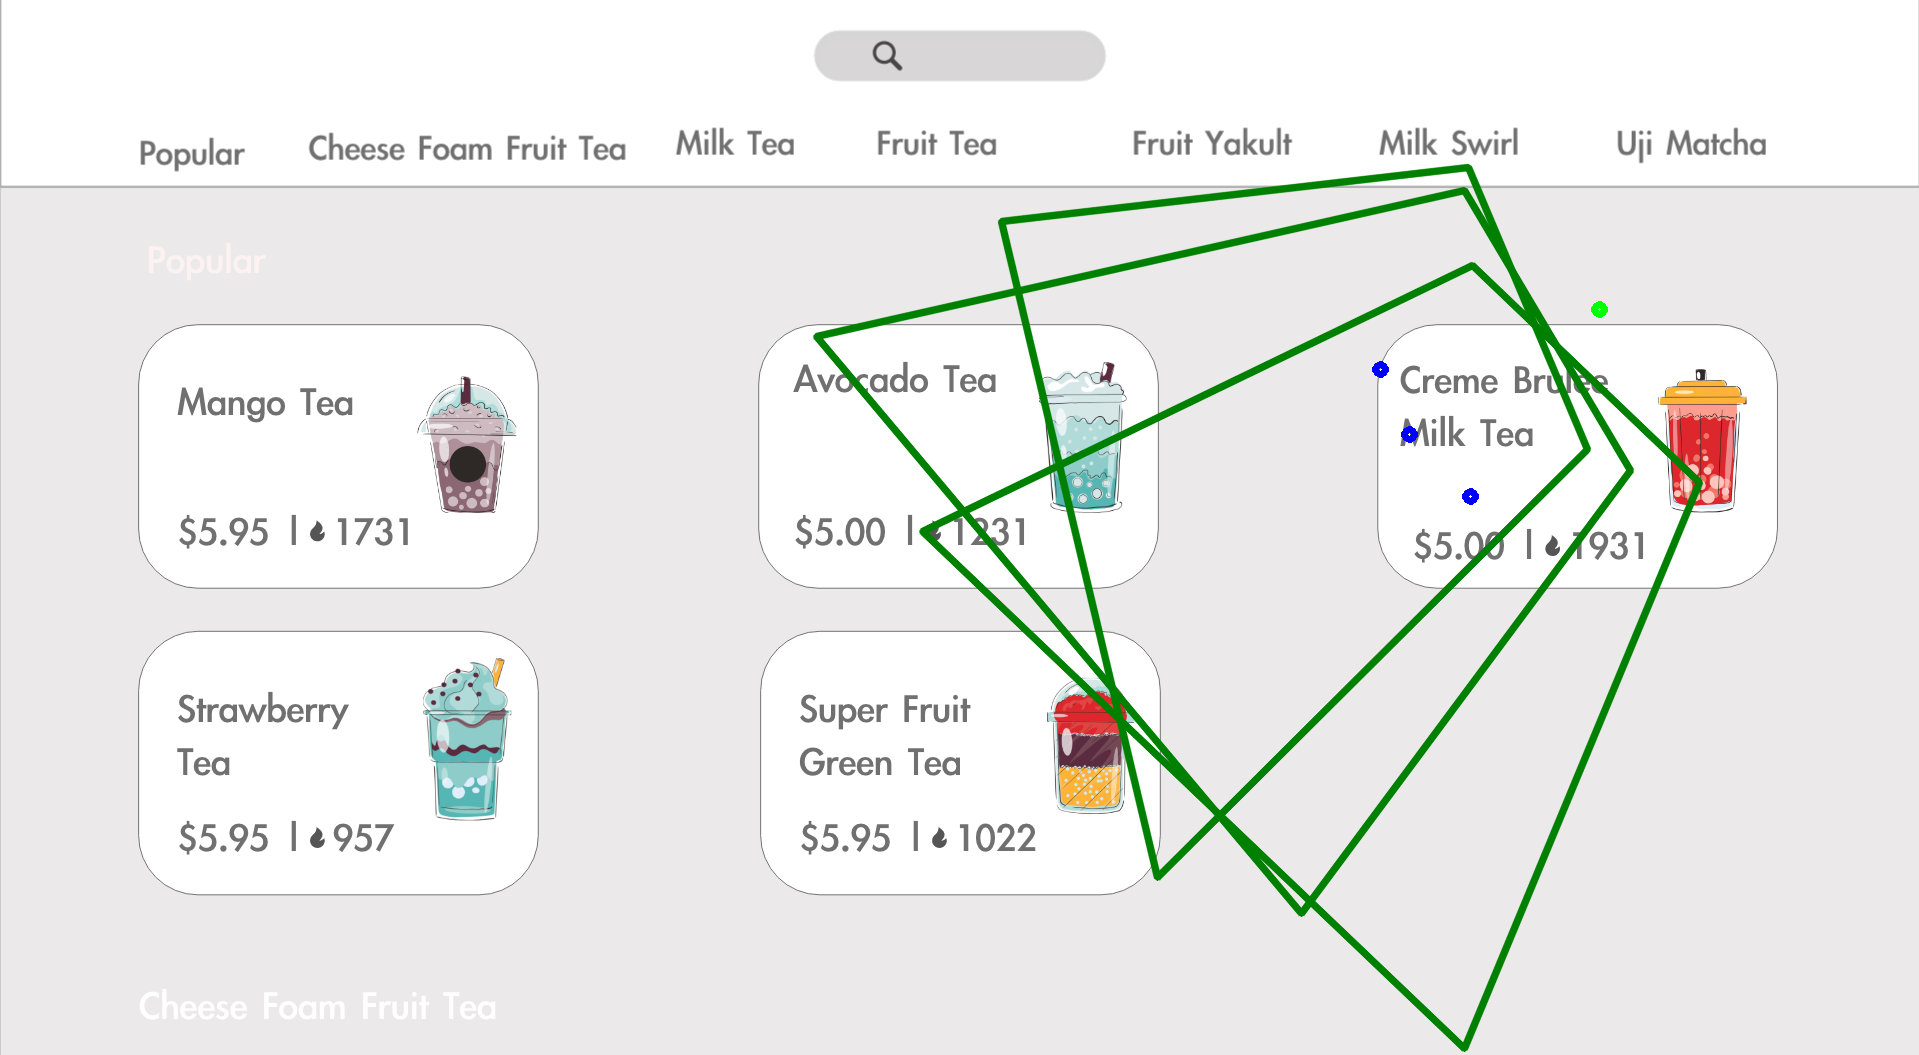 Popular Cheese Foam Fruit Tea Milk Tea Fruit Tea Fruit Yakult Milk Swirl Uji Matcha
Popular
Mango Tea
$5.95 | 1731
Avocado Tea
$5.00 | 1231
Creme Brulee
Milk Tea
$5.00 | 1931
Strawberry
Tea
$5.95 | 957
Super Fruit
Green Tea
$5.95 | 1022
Cheese Foam Fruit Tea